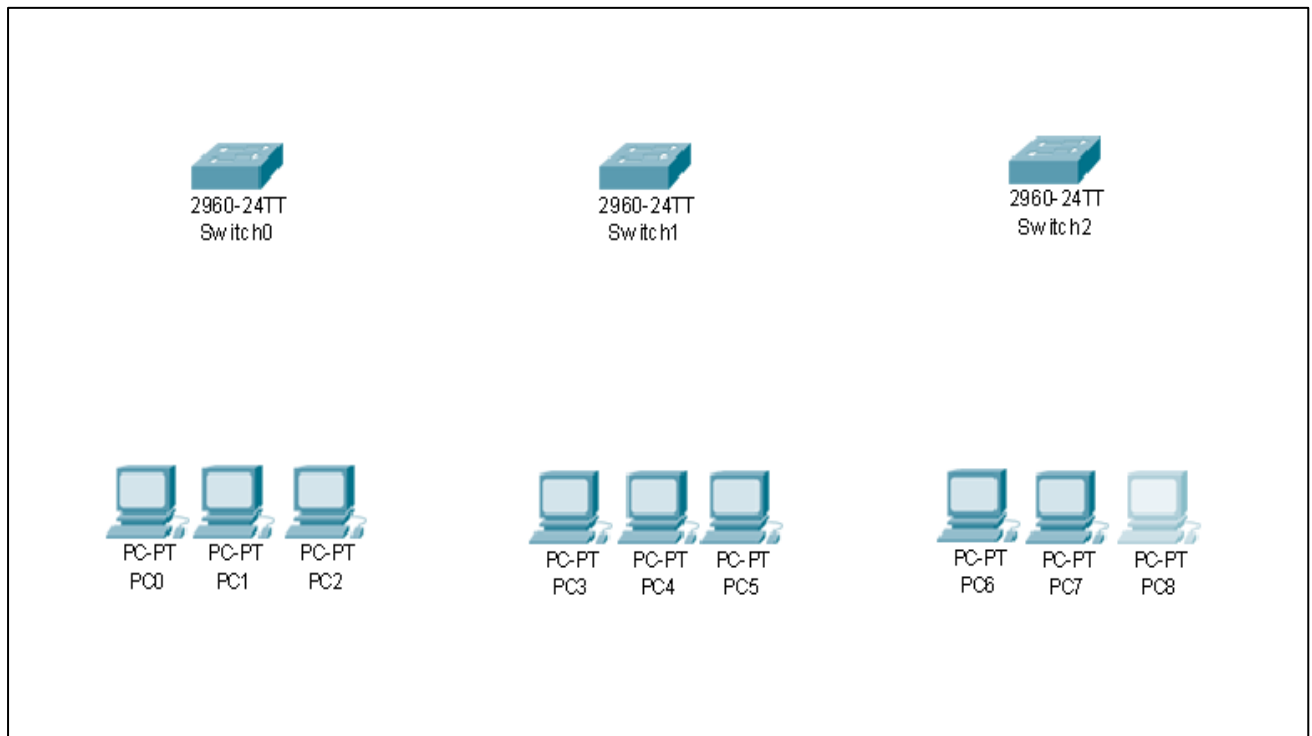 2960-24TT
Switch0
2960-24TT
Switch1
2960-24TT
Switch2
PC-PT
PC0
PC-PT
PC1
PC-PT
PC2
PC-PT
PC3
PC-PT
PC4
PC-PT
PC5
PC-PT
PC6
PC-PT
PC7
PC-PT
PC8